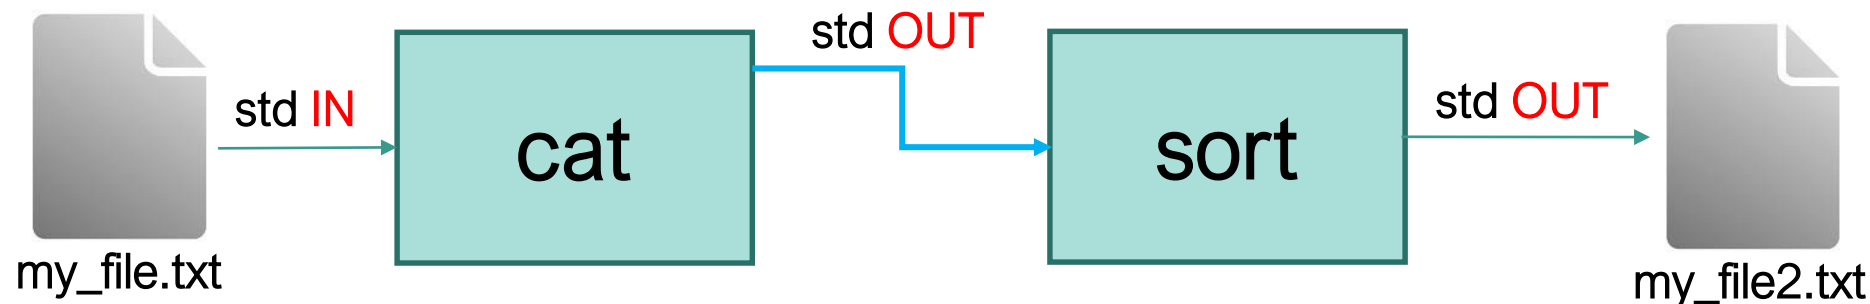 std IN
cat
std OUT
sort
std OUT
my_file.txt
my_file2.txt